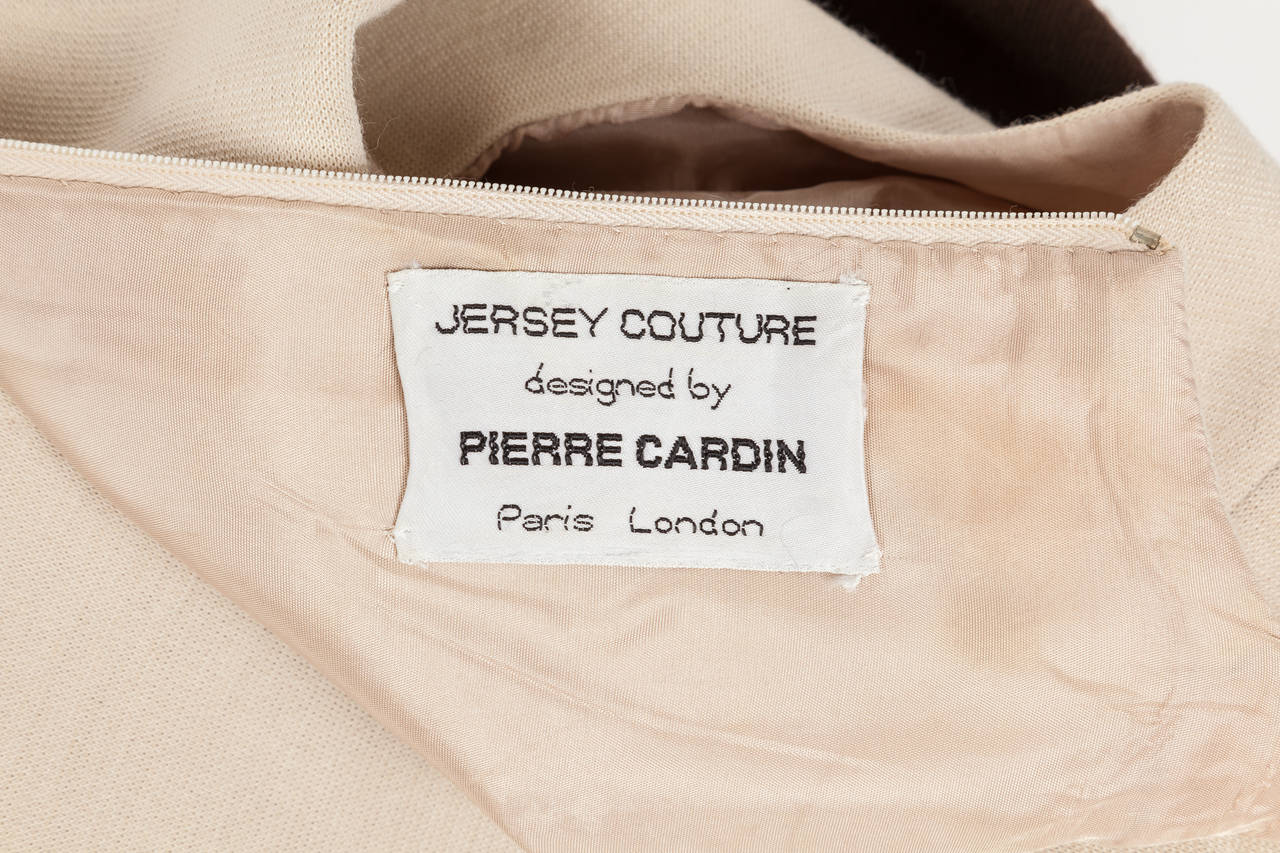 JERSEY COUTURE
designed by
PIERRE CARDIN
Paris London